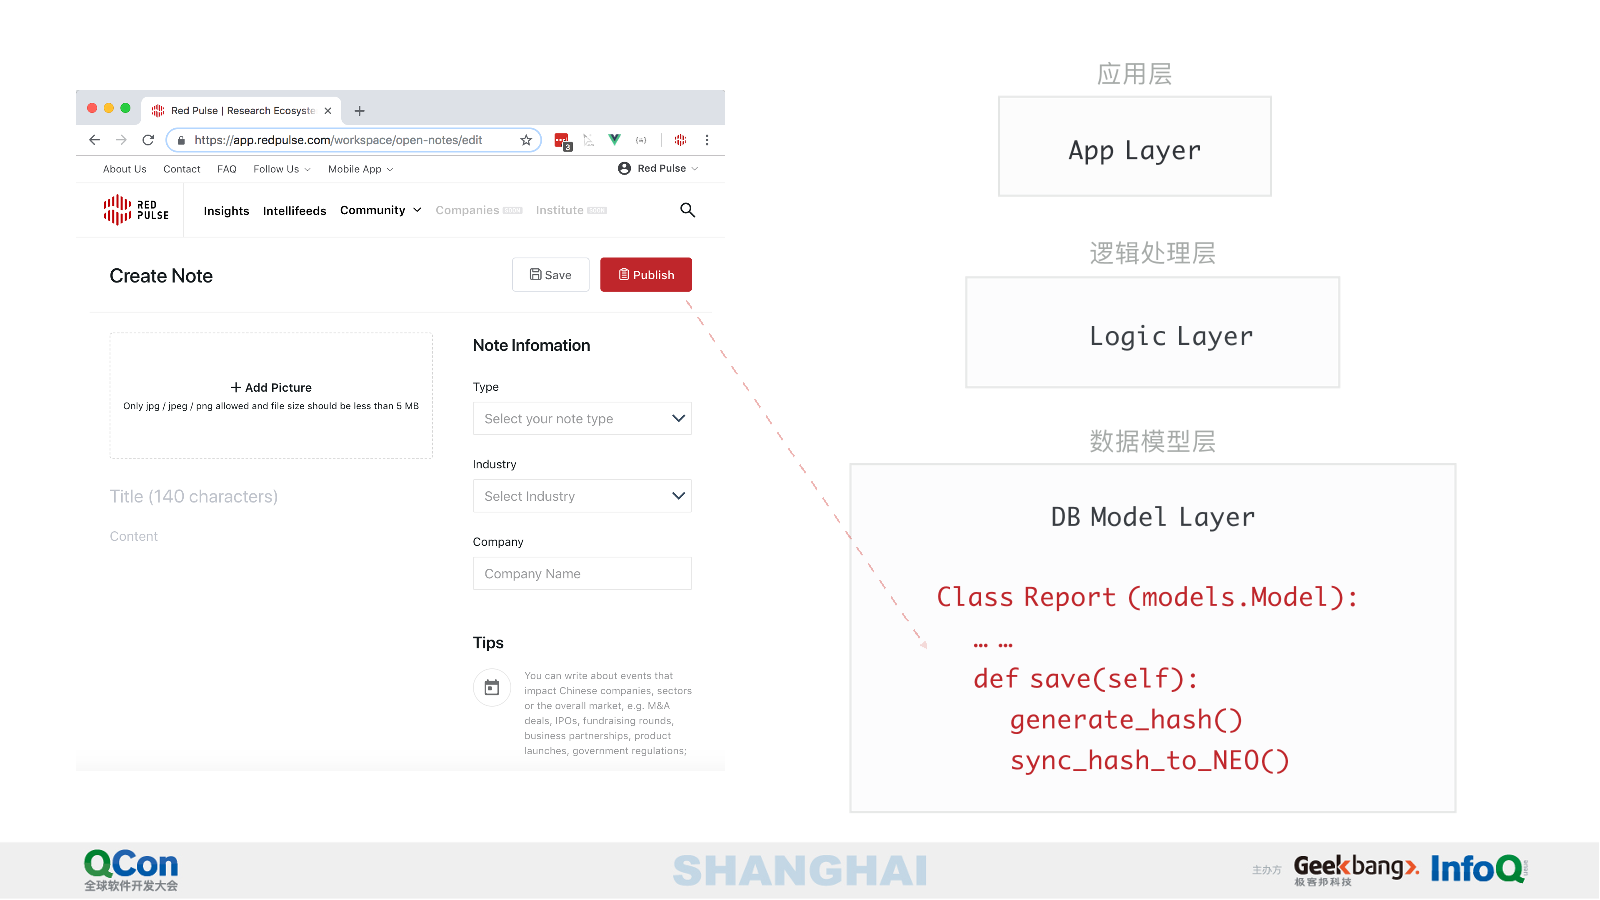 Red Pulse | Research Ecosyste
https://app.redpulse.com/workspace/open-notes/edit
3
About Us Contact FAQ Follow Us Mobile App Red Pulse
RED
PULSE
Insights Intellifeeds Community Companies SOON Institute SOON
Create Note
Save
Publish
Add Picture
Only jpg / jpeg / png allowed and file size should be less than 5 MB
Title (140 characters)
Content
Note Infomation
Type
Select your note type
Industry
Select Industry
Company
Company Name
Tips
You can write about events that
impact Chinese companies, sectors
or the overall market, e.g. M&A
deals, IPOs, fundraising rounds,
business partnerships, product
launches, government regulations;
应用层
App Layer
逻辑处理层
Logic Layer
数据模型层
DB Model Layer
Class Report (models.Model):
... ...
def save(self):
generate_hash()
sync_hash_to_NEO()
QCon
全球软件开发大会
SHANGHAI
主办方
Geekbang>.
极客邦科技
InfoQ